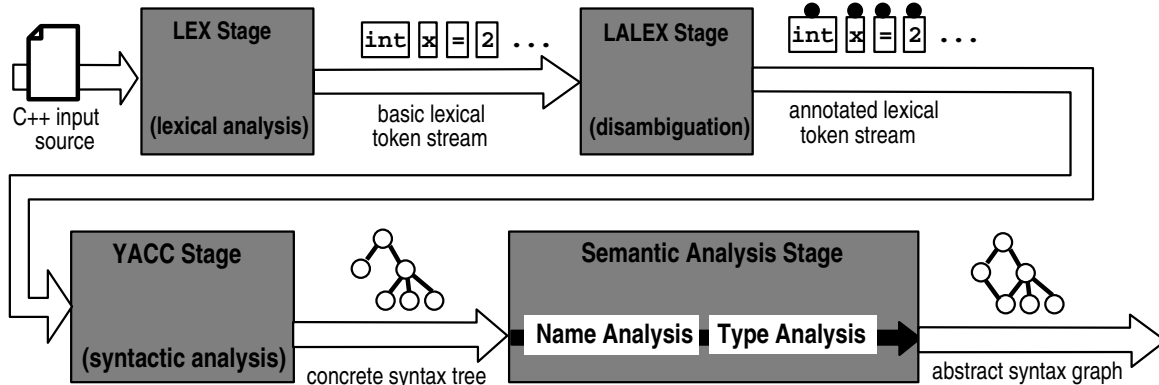 LEX Stage
(lexical analysis)
C++ input
source
int x = 2 ...
basic lexical
token stream
LALEX Stage
(disambiguation)
int x = 2 ...
annotated lexical
token stream
YACC Stage
(syntactic analysis)
concrete syntax tree
Semantic Analysis Stage
Name Analysis
Type Analysis
abstract syntax graph